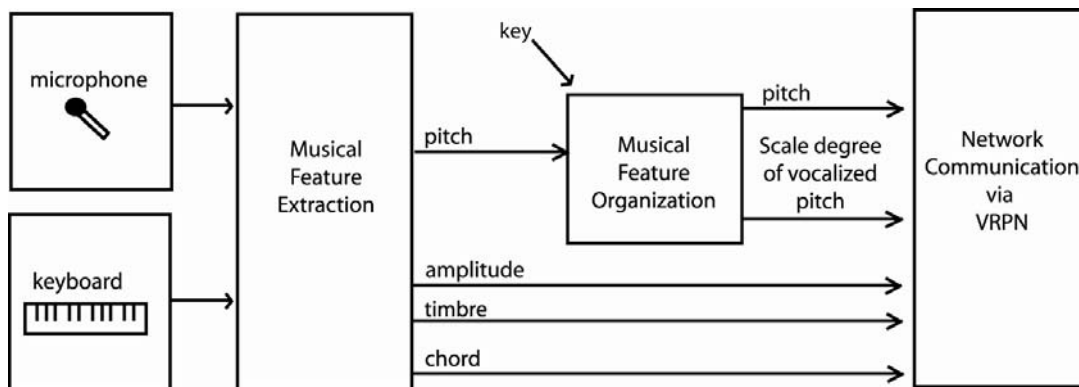 microphone
keyboard
Musical
Feature
Extraction
pitch
amplitude
timbre
chord
key
Musical
Feature
Organization
pitch
Scale degree
of vocalized
pitch
Network
Communication
via
VRPN